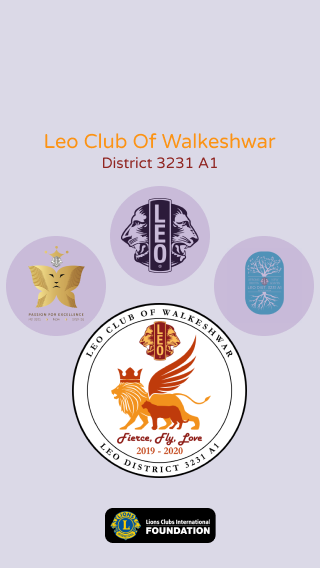 Leo Club Of Walkeshwar
District 3231 A1
LEO
PASSION FOR EXCELLENCE
LEO CLUB OF WALKESHWAR
LEO
Fierce, Fly, Love
2019 - 2020
LEO DISTRICT 3231 A1
LIONS
L
Lions Clubs International
FOUNDATION